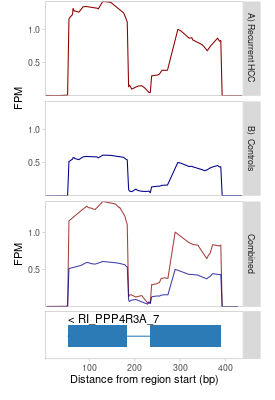 A) Recurrent HCC
1.0
0.5
FPM
B) Controls
1.0
0.5
Combined
1.0
0.5
FPM
< RI_PPP4R3A_7
100 200 300 400
Distance from region start (bp)